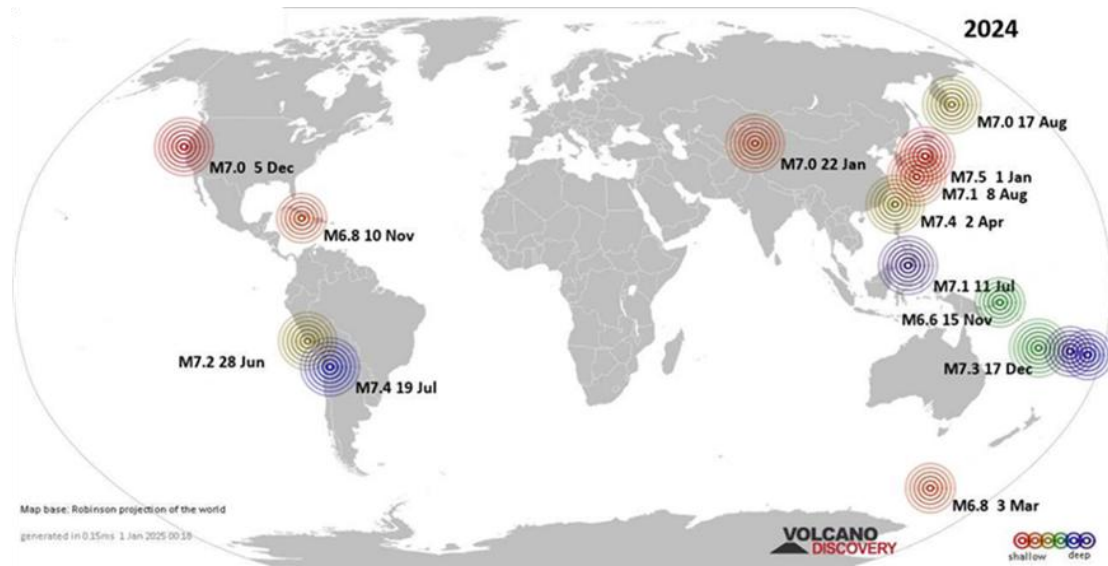 2024
M7.0 17 Aug
M7.0 5 Dec
M7.0 22 Jan
M7.5 1 Jan
M7.1 8 Aug
M7.4 2 Apr
M6.8 10 Nov
M7.1 11 Jul
M6.6 15 Nov
M7.2 28 Jun
M7.3 17 Dec
M7.4 19 Jul
M6.8 3 Mar
Map base: Robinson projection of the world
generated in 0.15ms 1 Jan 2025 00:18
VOLCANO
DISCOVERY
shallow deep